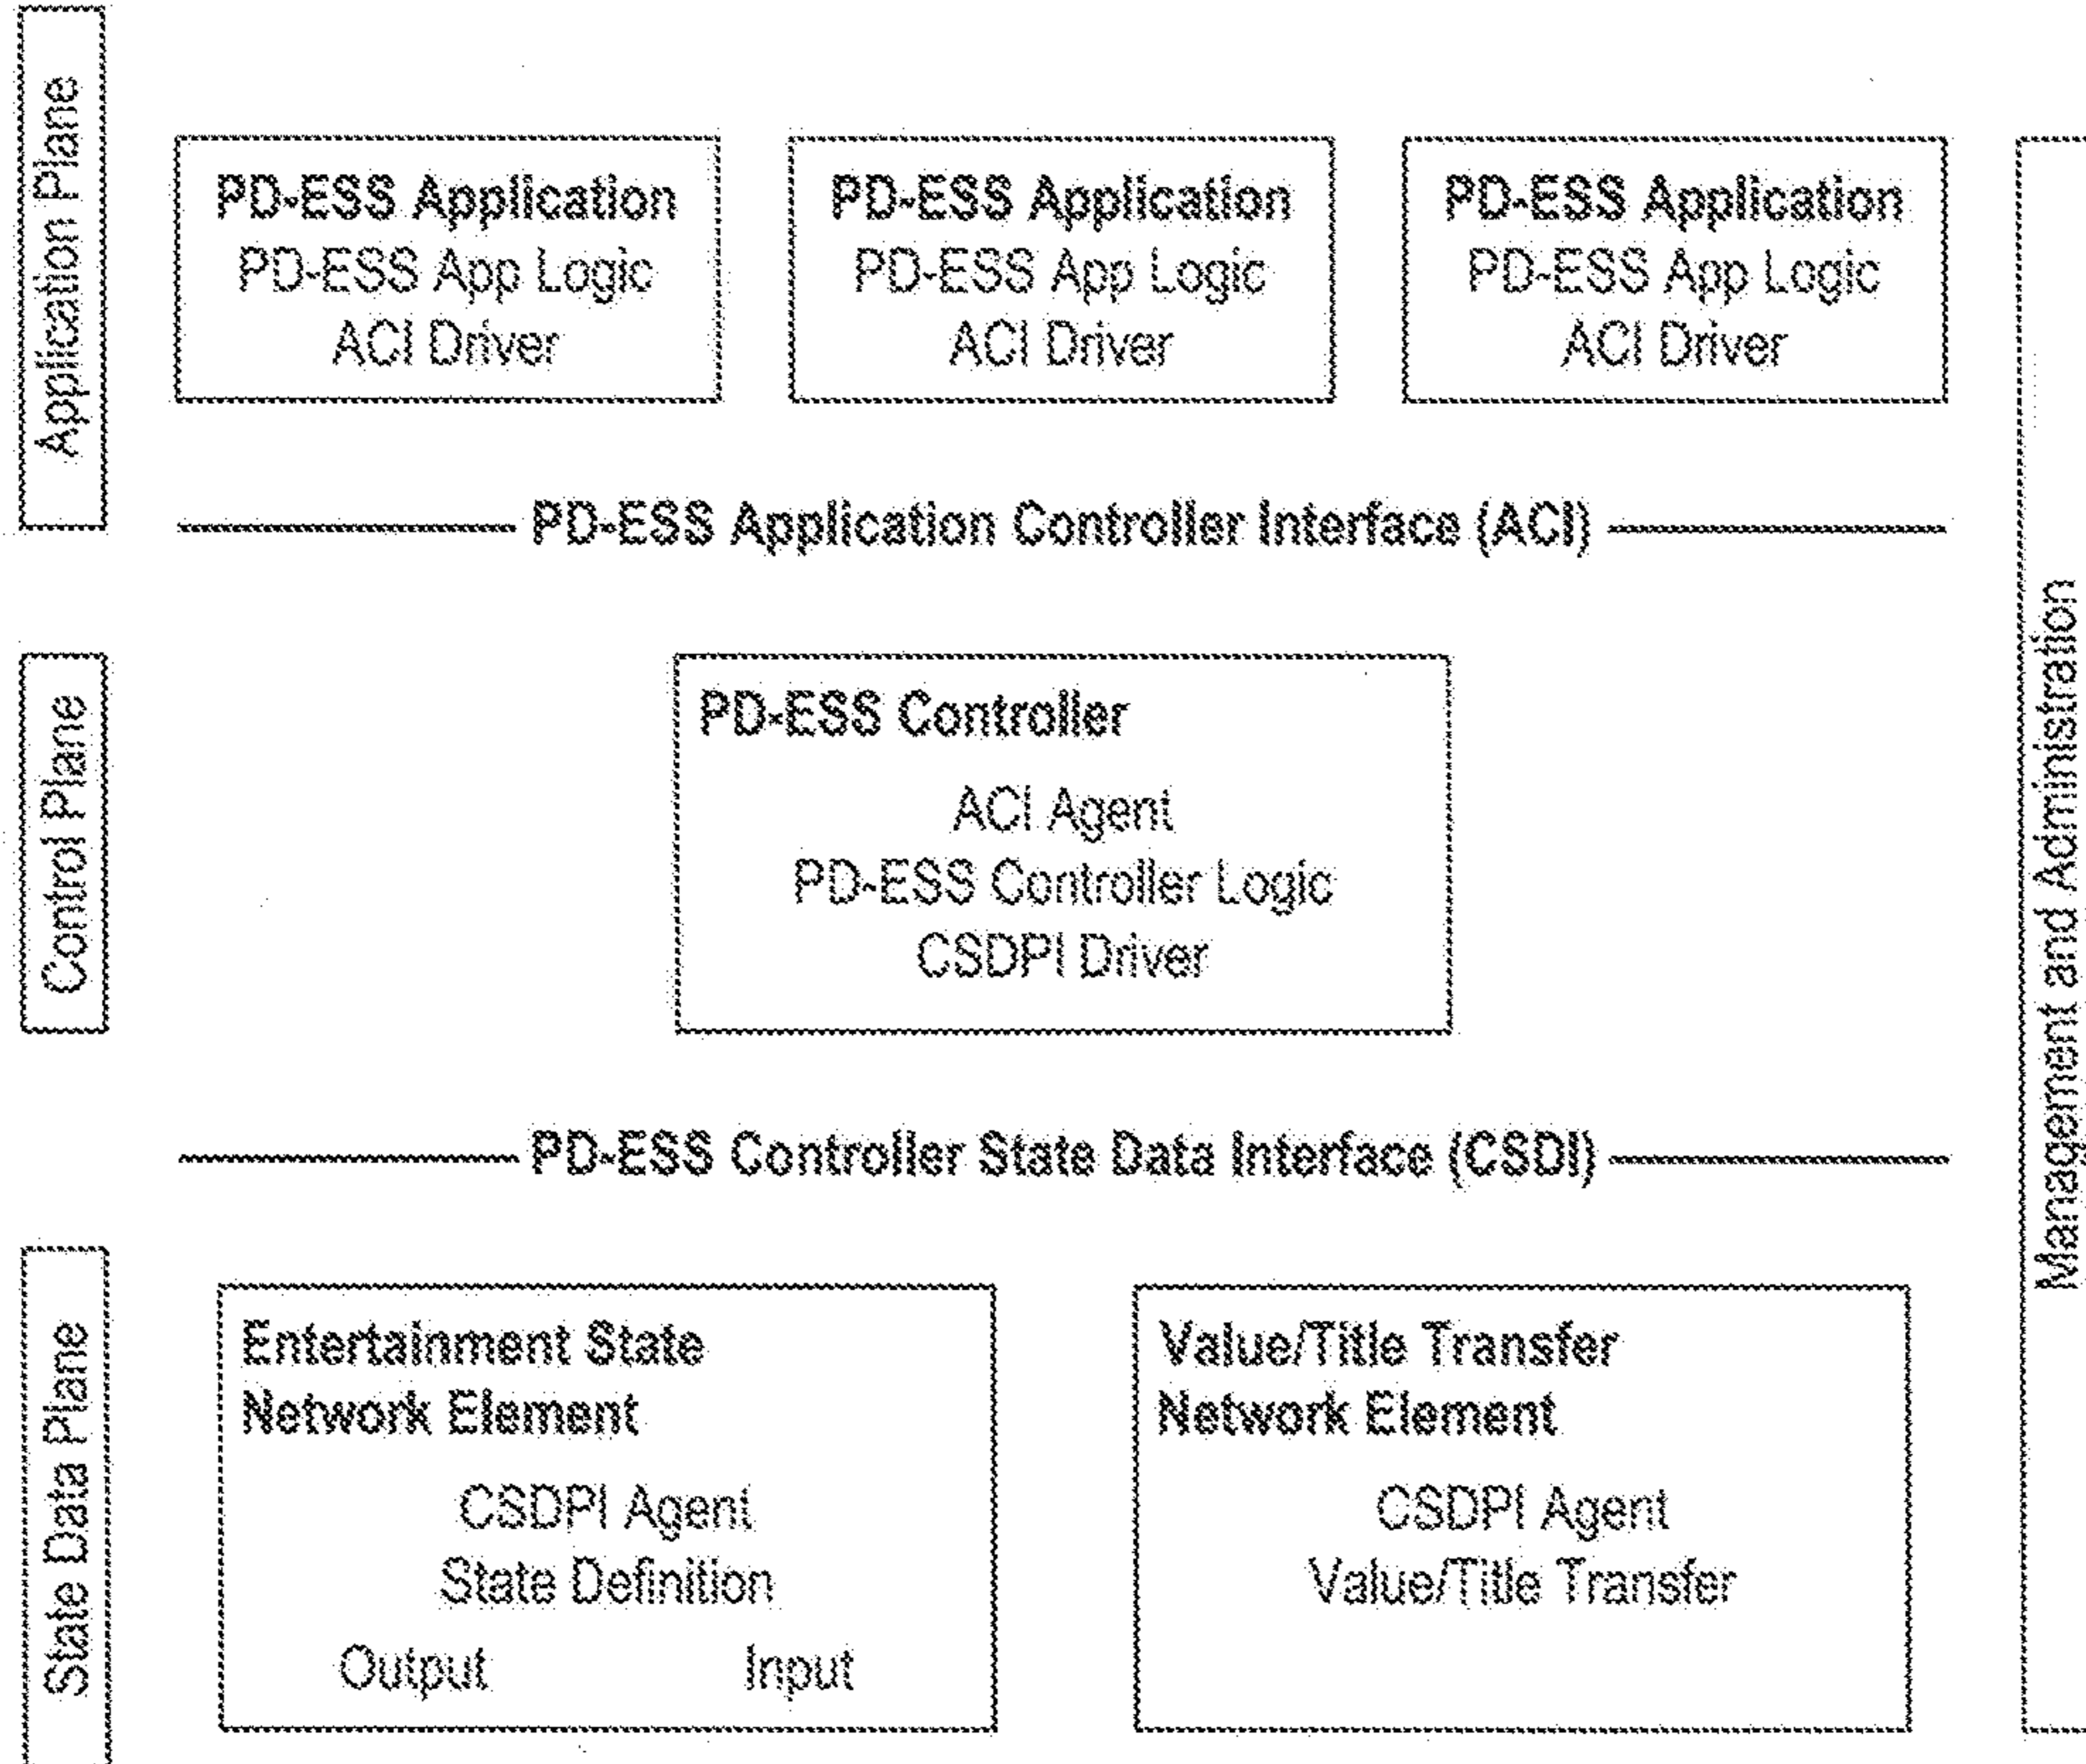 Application Plane
PD-ESS Application
PD-ESS App Logic
ACI Driver
PD-ESS Application
PD-ESS App Logic
ACI Driver
PD-ESS Application
PD-ESS App Logic
ACI Driver
PD-ESS Application Controller Interface (ACI)
Control Plane
PD-ESS Controller
ACI Agent
PD-ESS Controller Logic
CSDPI Driver
Management and Administration
PD-ESS Controller State Data Interface (CSDI)
State Data Plane
Entertainment State
Network Element
CSDPI Agent
State Definition
Output Input
Value/Title Transfer
Network Element
CSDPI Agent
Value/Title Transfer